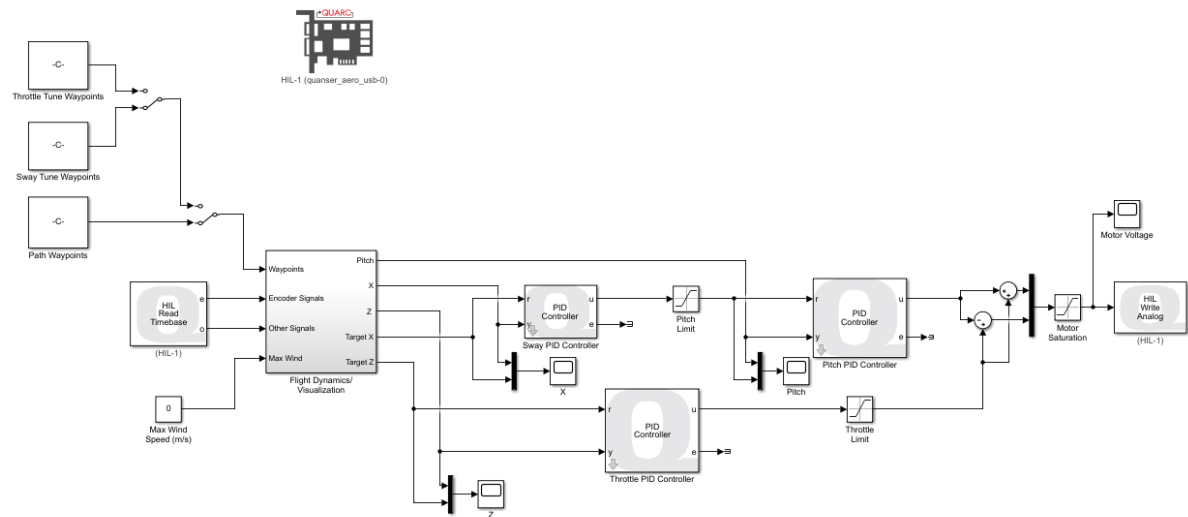 QUARC
HIL-1 (quanser_aero_usb-0)
-C-
Throttle Tune Waypoints
-C-
Sway Tune Waypoints
-C-
Path Waypoints
HIL
Read
Timebase
e
o
(HIL-1)
0
Max Wind
Speed (m/s)
Waypoints
Encoder Signals
Other Signals
Max Wind
Pitch
X
Z
Target X
Target Z
Flight Dynamics/
Visualization
r
y
PID
Controller
u
e
Sway PID Controller
X
Pitch
Limit
Pitch
r
y
PID
Controller
u
e
Pitch PID Controller
r
y
PID
Controller
u
e
Throttle PID Controller
Throttle
Limit
Z
Motor
Saturation
Motor Voltage
HIL
Write
Analog
(HIL-1)